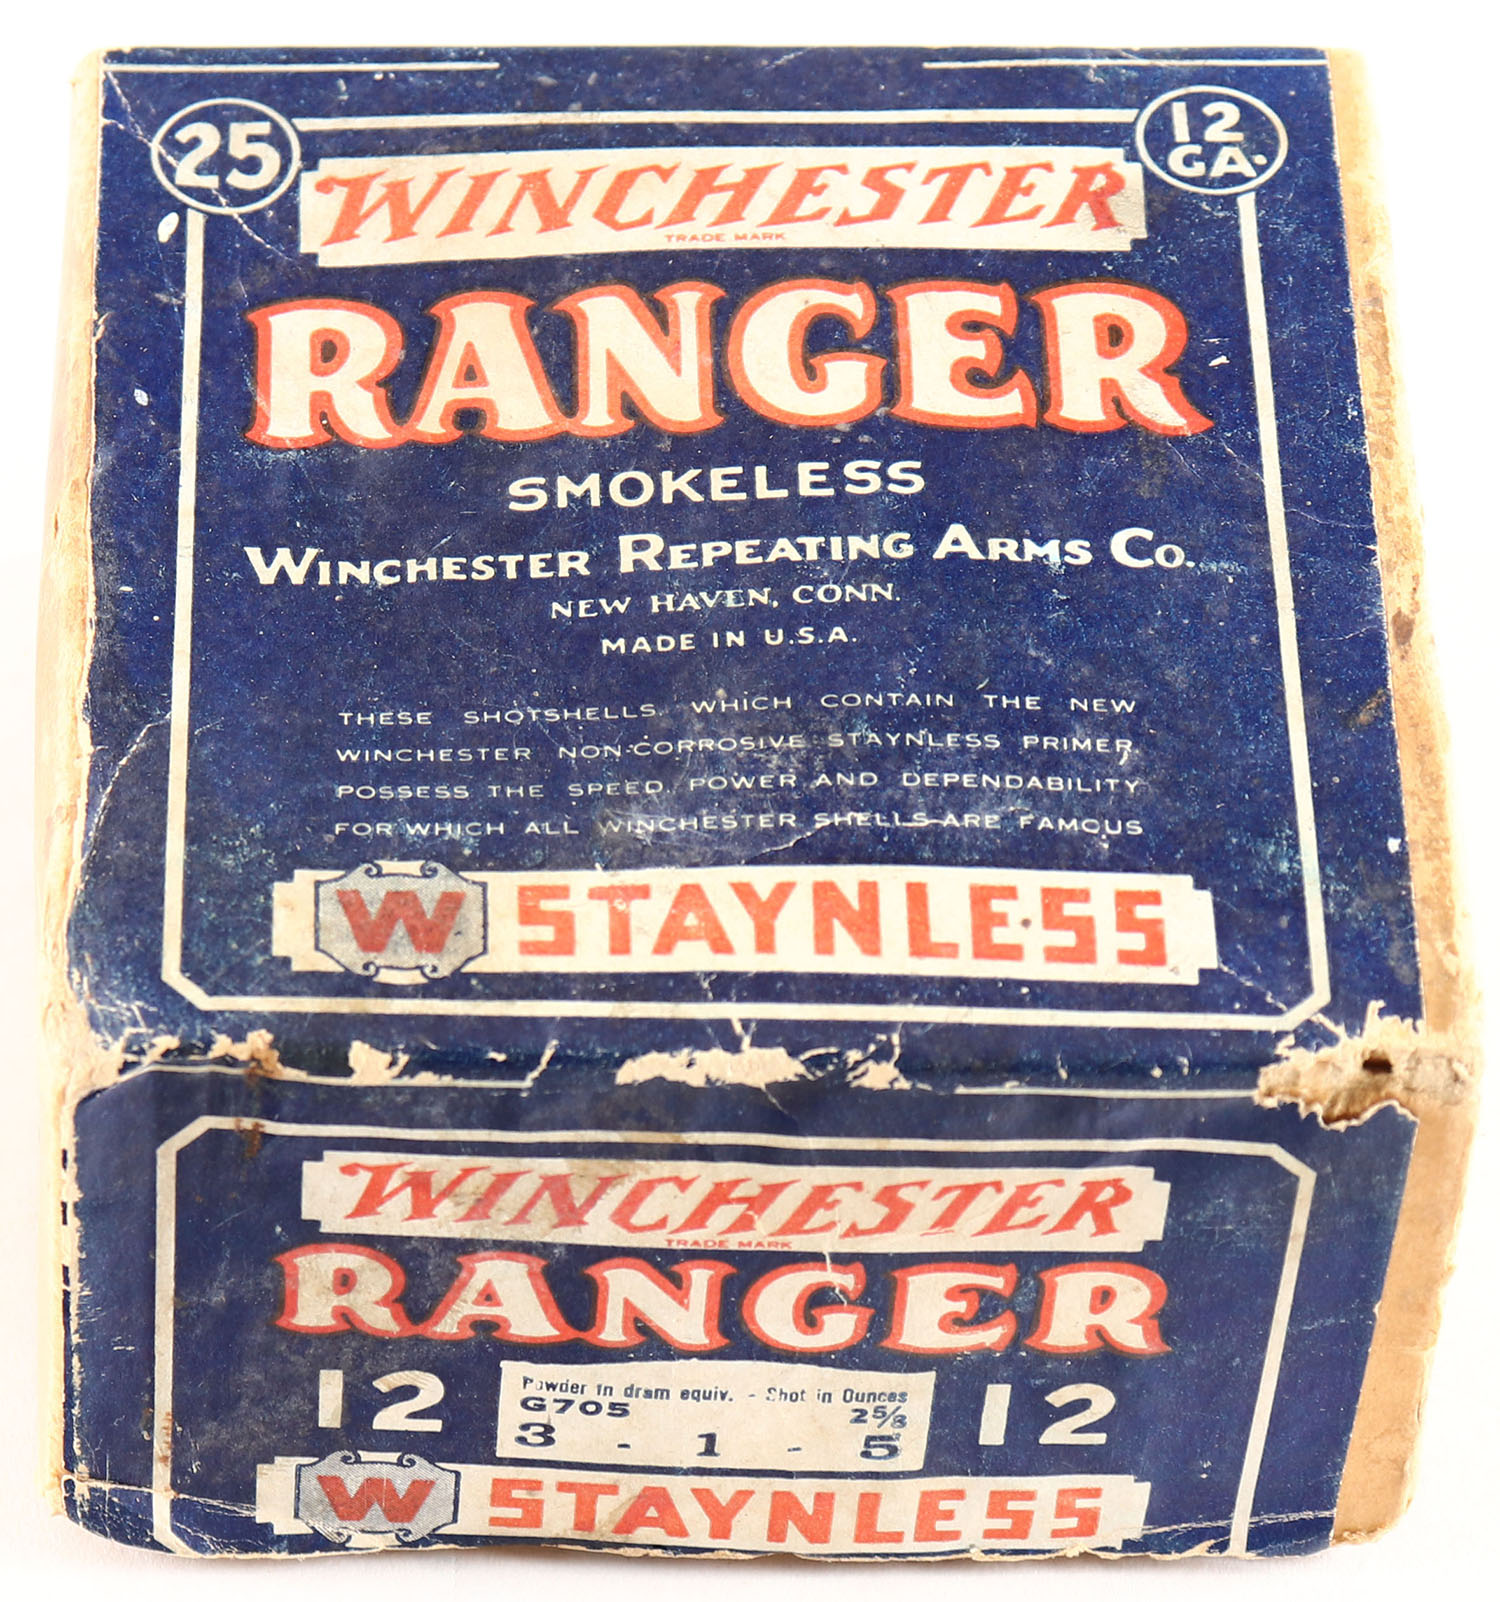 25
12 GA.
WINCHESTER
TRADE MARK
RANGER
SMOKELESS
WINCHESTER REPEATING ARMS CO.
NEW HAVEN, CONN.
MADE IN U.S.A.
THESE SHOTSHELLS, WHICH CONTAIN THE NEW
WINCHESTER NON-CORROSIVE STAYNLESS PRIMER,
POSSESS THE SPEED, POWER AND DEPENDABILITY
FOR WHICH ALL WINCHESTER SHELLS ARE FAMOUS
W STAYNLESS
WINCHESTER
TRADE MARK
RANGER
12
Powder in dram equiv. - Shot in Ounces
G705 2 5/8
3 - 1 - 5
12
W STAYNLESS